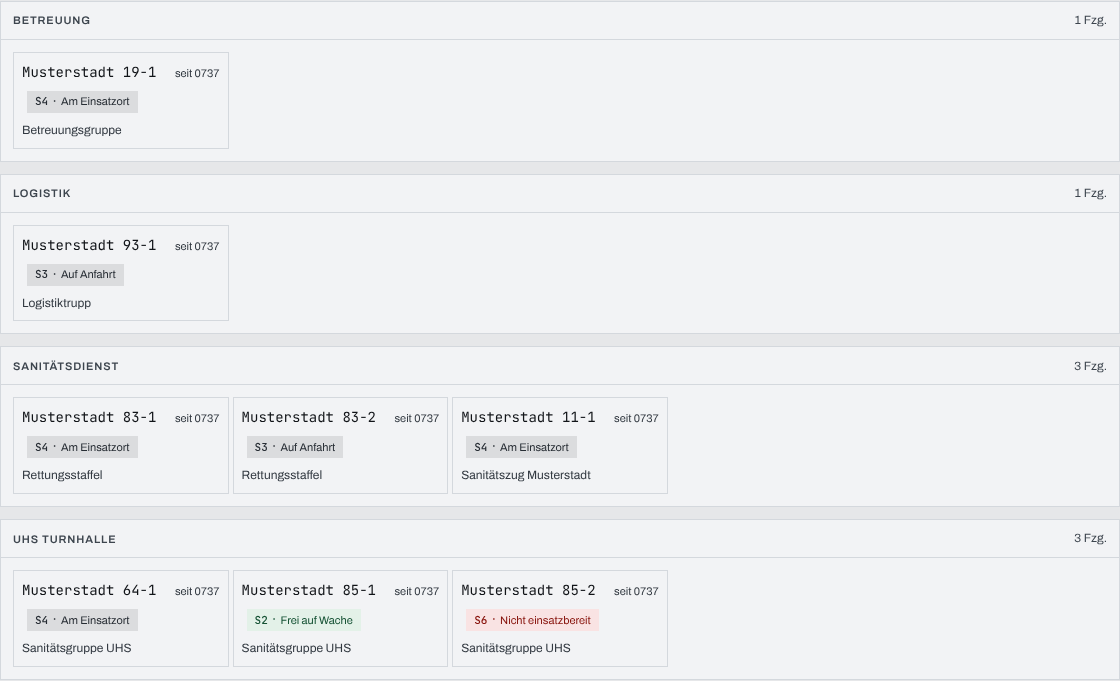 BETREUUNG 1 Fzg.
Musterstadt 19-1 seit 0737
S4 · Am Einsatzort
Betreuungsgruppe
LOGISTIK 1 Fzg.
Musterstadt 93-1 seit 0737
S3 · Auf Anfahrt
Logistiktrupp
SANITÄTSDIENST 3 Fzg.
Musterstadt 83-1 seit 0737 Musterstadt 83-2 seit 0737 Musterstadt 11-1 seit 0737
S4 · Am Einsatzort S3 · Auf Anfahrt S4 · Am Einsatzort
Rettungsstaffel Rettungsstaffel Sanitätszug Musterstadt
UHS TURNHALLE 3 Fzg.
Musterstadt 64-1 seit 0737 Musterstadt 85-1 seit 0737 Musterstadt 85-2 seit 0737
S4 · Am Einsatzort S2 · Frei auf Wache S6 · Nicht einsatzbereit
Sanitätsgruppe UHS Sanitätsgruppe UHS Sanitätsgruppe UHS